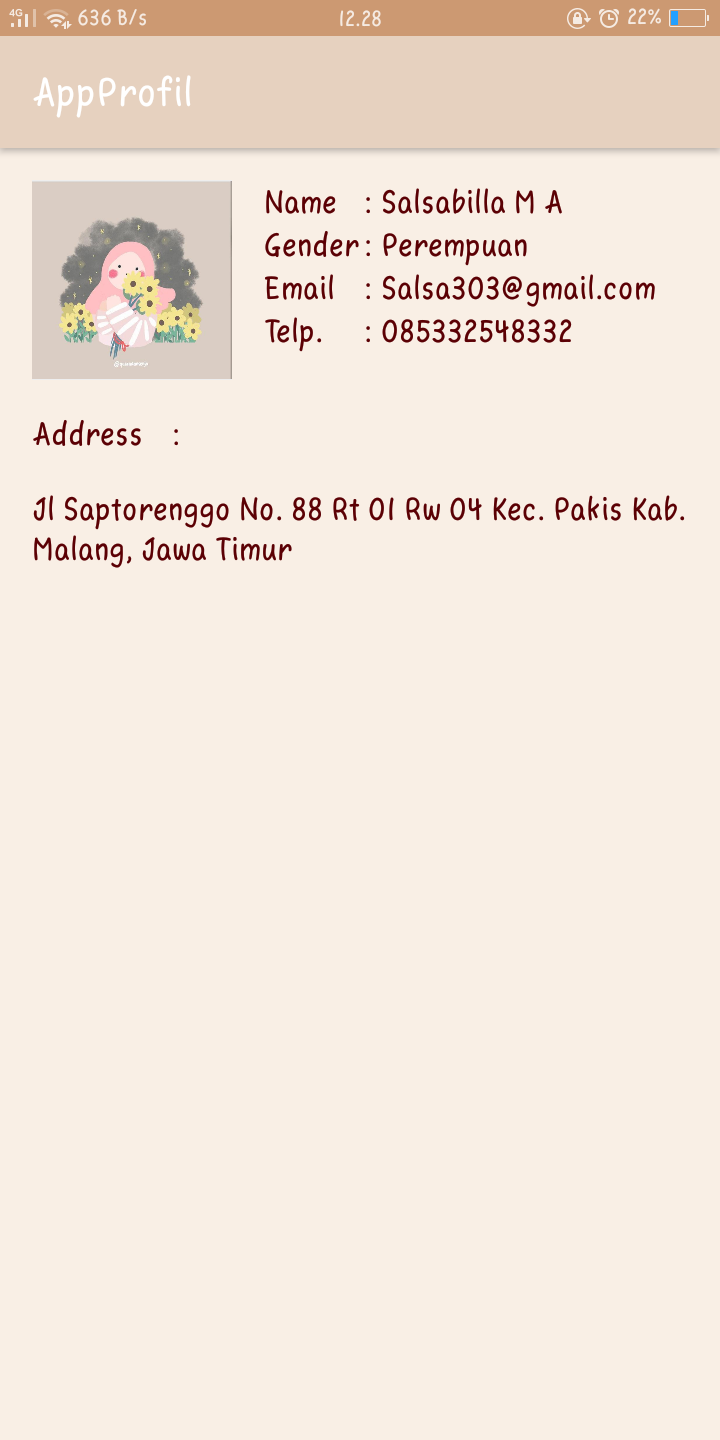 4G 636 B/s 12.28 22%
AppProfil
Name : Salsabilla M A
Gender : Perempuan
Email : Salsa303@gmail.com
Telp. : 085332548332
Address :
Jl Saptorenggo No. 88 Rt 01 Rw 04 Kec. Pakis Kab.
Malang, Jawa Timur